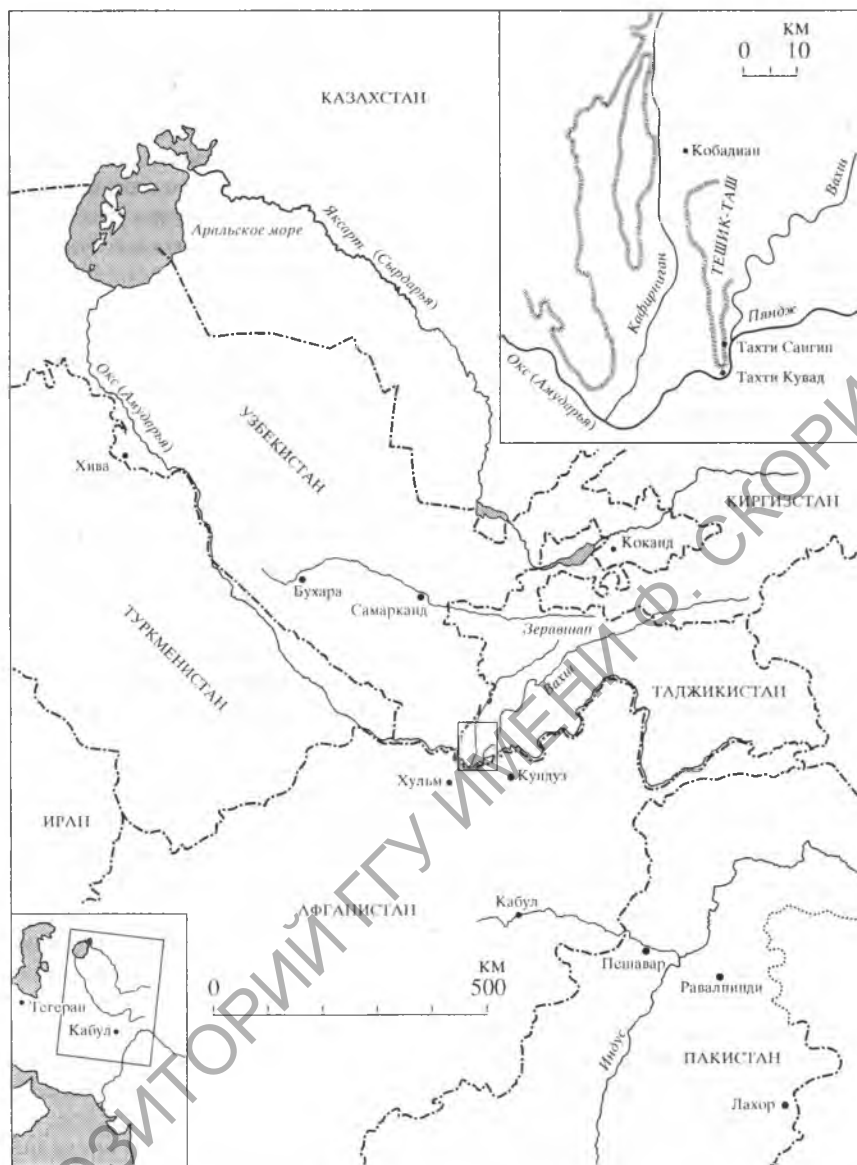 КАЗАХСТАН
КМ
0 10
Кобадиан
Вахш
ТЕШИК-ТАШ
Кафирниган
Пяндж
Тахти Сангин
Тахти Кувад
Окс (Амударья)
Аральское море
Яксарт (Сырдарья)
Окс (Амударья)
УЗБЕКИСТАН
Хива
КИРГИЗСТАН
Коканд
Бухара
Самарканд
Зеравшан
ТУРКМЕНИСТАН
Вахш
ТАДЖИКИСТАН
Хульм
Кундуз
ИРАН
АФГАНИСТАН
Кабул
Пешавар
Равалпинди
КМ
0 500
Тегеран
Кабул
Индус
ПАКИСТАН
Лахор
ОЗИТОРИЙ ГГУ ИМЕНИ Ф. СКОРИ